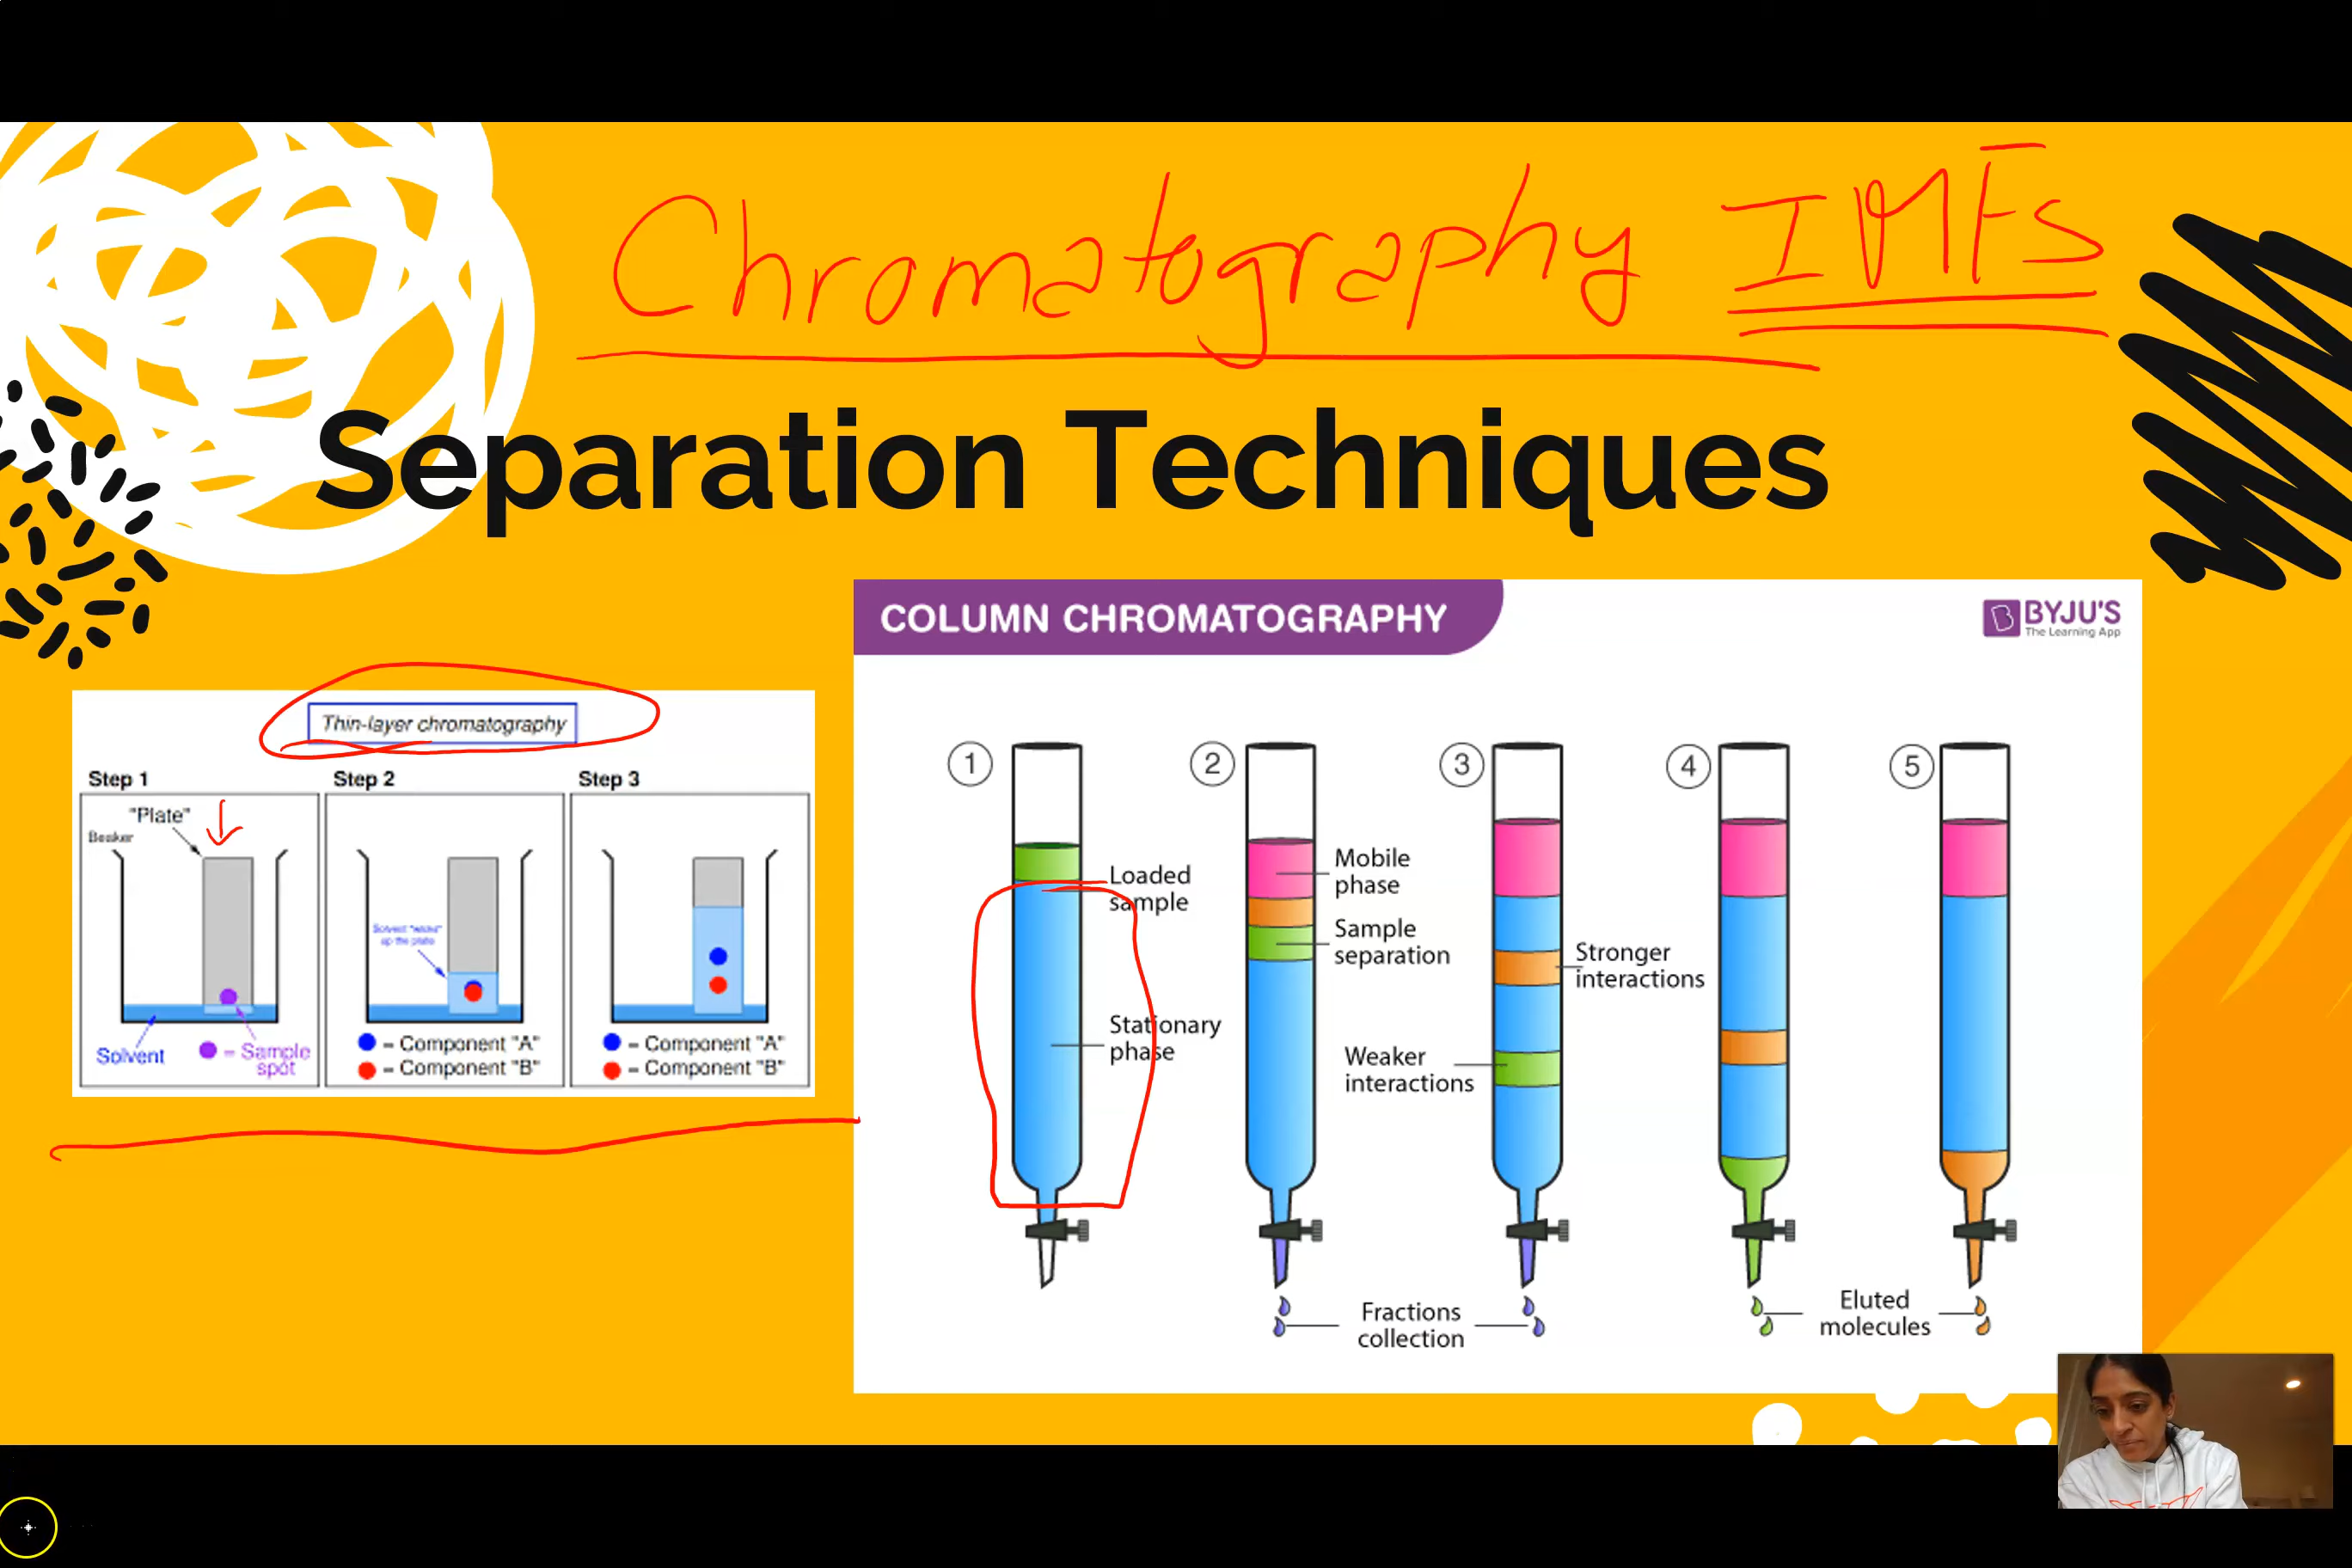 Chromatography IMFs
Separation Techniques
Thin-layer chromatography
Step 1
"Plate"
Beaker
Solvent
= Sample
spot
Step 2
Solvent "wicks"
up the plate
= Component "A"
= Component "B"
Step 3
= Component "A"
= Component "B"
COLUMN CHROMATOGRAPHY
BYJU'S
The Learning App
1
2
3
4
5
Loaded
sample
Stationary
phase
Mobile
phase
Sample
separation
Stronger
interactions
Weaker
interactions
Fractions
collection
Eluted
molecules